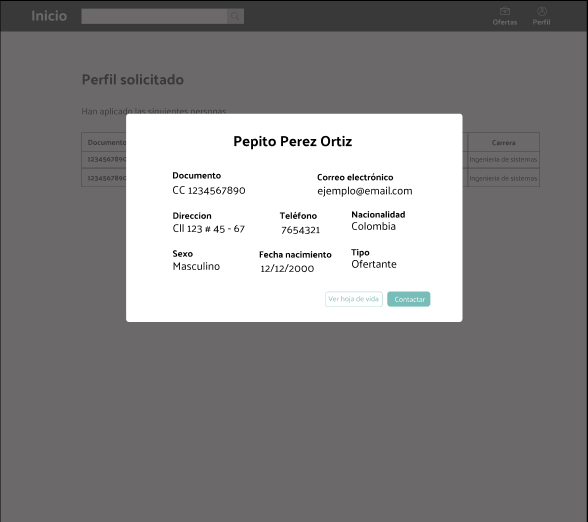 Inicio
Ofertas Perfil
Perfil solicitado
Han aplicado las siguientes personas
Documento Carrera
1234567890 Ingeniería de sistemas
1234567890 Ingeniería de sistemas
Pepito Perez Ortiz
Documento Correo electrónico
CC 1234567890 ejemplo@email.com
Direccion Teléfono Nacionalidad
Cll 123 # 45 - 67 7654321 Colombia
Sexo Fecha nacimiento Tipo
Masculino 12/12/2000 Ofertante
Ver hoja de vida Contactar